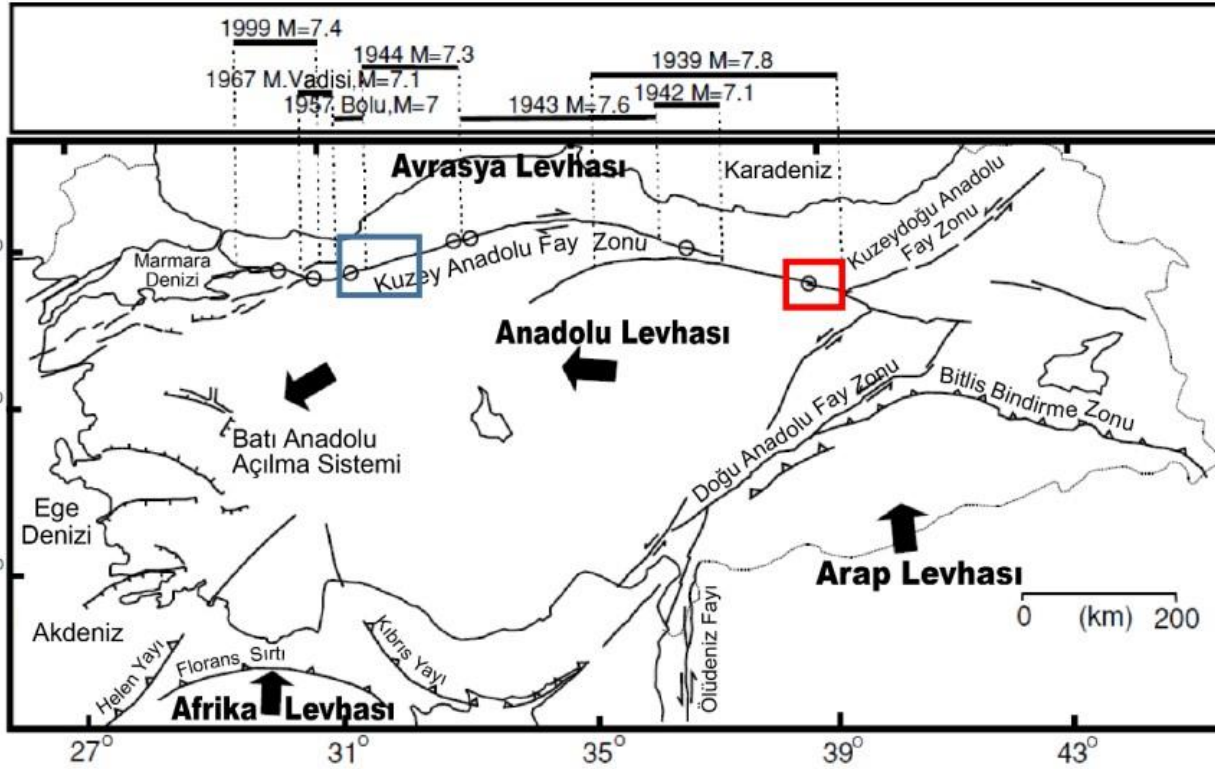 1999 M=7.4
1944 M=7.3
1939 M=7.8
1967 M.Vadisi,M=7.1
1942 M=7.1
1957 Bolu,M=7
1943 M=7.6
Avrasya Levhası
Karadeniz
Kuzeydoğu Anadolu
Fay Zonu
Marmara
Denizi
Kuzey Anadolu Fay Zonu
Anadolu Levhası
Batı Anadolu
Açılma Sistemi
Doğu Anadolu Fay Zonu
Bitlis Bindirme Zonu
Ege
Denizi
Arap Levhası
0 (km) 200
Akdeniz
Helen Yayı
Florans Sırtı
Kıbrıs Yayı
Ölüdeniz Fayı
Afrika Levhası
27° 31° 35° 39° 43°